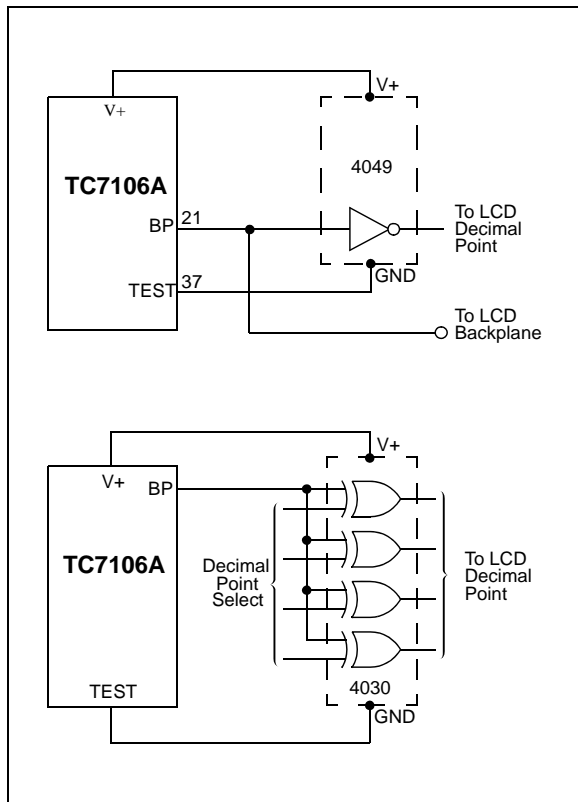 V+
V+
TC7106A
4049
BP
21
To LCD
Decimal
Point
GND
TEST
37
To LCD
Backplane
V+
V+
BP
TC7106A
Decimal
Point
Select
To LCD
Decimal
Point
TEST
4030
GND